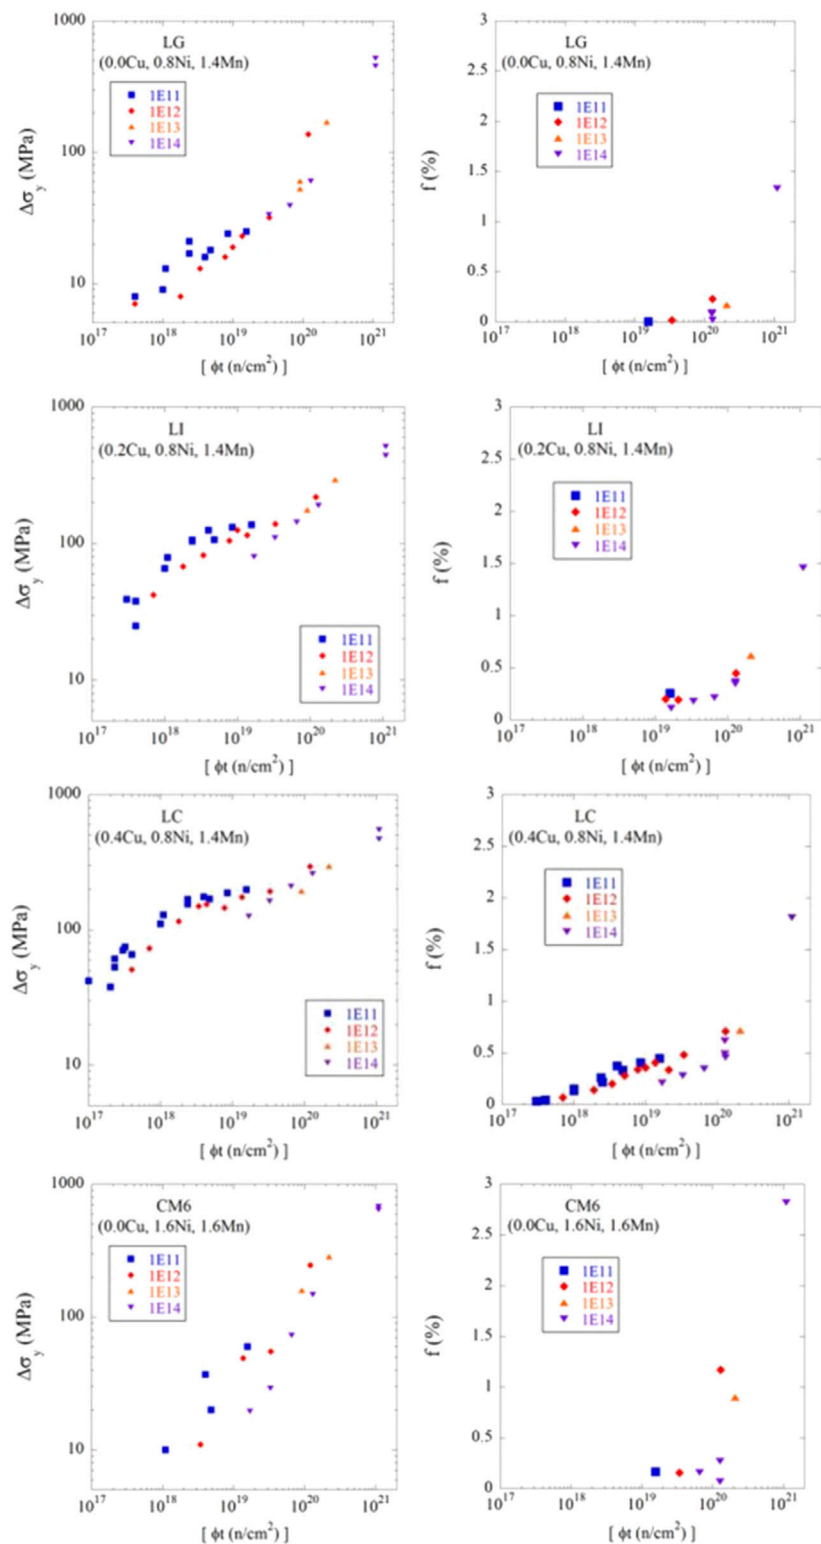 LG
(0.0Cu, 0.8Ni, 1.4Mn)
1E11
1E12
1E13
1E14
1000
100
10
Δσy (MPa)
10^17 10^18 10^19 10^20 10^21
[ ϕt (n/cm²) ]
LG
(0.0Cu, 0.8Ni, 1.4Mn)
1E11
1E12
1E13
1E14
3
2.5
2
1.5
1
0.5
0
f (%)
10^17 10^18 10^19 10^20 10^21
[ ϕt (n/cm²) ]
LI
(0.2Cu, 0.8Ni, 1.4Mn)
1E11
1E12
1E13
1E14
1000
100
10
Δσy (MPa)
10^17 10^18 10^19 10^20 10^21
[ ϕt (n/cm²) ]
LI
(0.2Cu, 0.8Ni, 1.4Mn)
1E11
1E12
1E13
1E14
3
2.5
2
1.5
1
0.5
0
f (%)
10^17 10^18 10^19 10^20 10^21
[ ϕt (n/cm²) ]
LC
(0.4Cu, 0.8Ni, 1.4Mn)
1E11
1E12
1E13
1E14
1000
100
10
Δσy (MPa)
10^17 10^18 10^19 10^20 10^21
[ ϕt (n/cm²) ]
LC
(0.4Cu, 0.8Ni, 1.4Mn)
1E11
1E12
1E13
1E14
3
2.5
2
1.5
1
0.5
0
f (%)
10^17 10^18 10^19 10^20 10^21
[ ϕt (n/cm²) ]
CM6
(0.0Cu, 1.6Ni, 1.6Mn)
1E11
1E12
1E13
1E14
1000
100
10
Δσy (MPa)
10^17 10^18 10^19 10^20 10^21
[ ϕt (n/cm²) ]
CM6
(0.0Cu, 1.6Ni, 1.6Mn)
1E11
1E12
1E13
1E14
3
2.5
2
1.5
1
0.5
0
f (%)
10^17 10^18 10^19 10^20 10^21
[ ϕt (n/cm²) ]